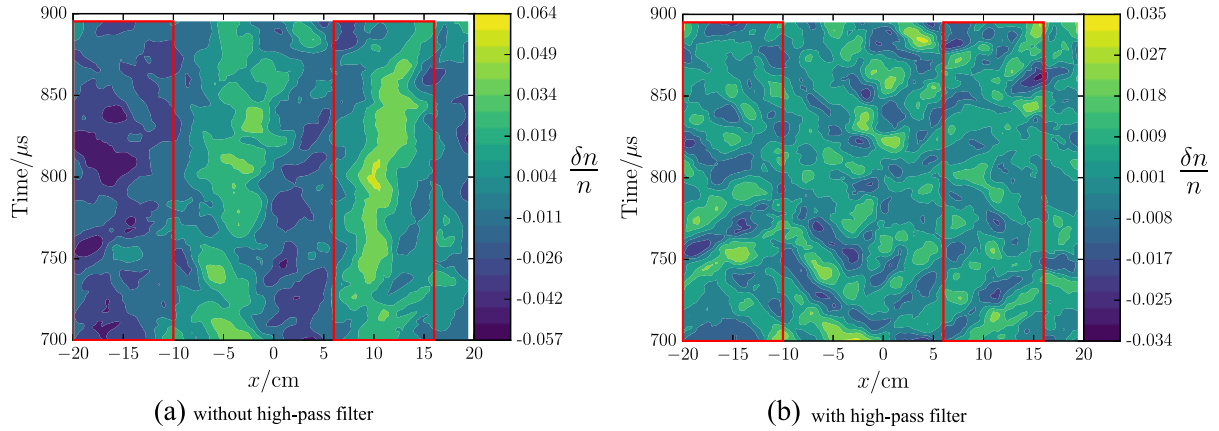 900
850
800
750
700
Time/μs
−20 −15 −10 −5 0 5 10 15 20
x/cm
0.064
0.049
0.034
0.019
0.004
-0.011
-0.026
-0.042
-0.057
δn
n
(a) without high-pass filter
900
850
800
750
700
Time/μs
−20 −15 −10 −5 0 5 10 15 20
x/cm
0.035
0.027
0.018
0.009
0.001
-0.008
-0.017
-0.025
-0.034
δn
n
(b) with high-pass filter